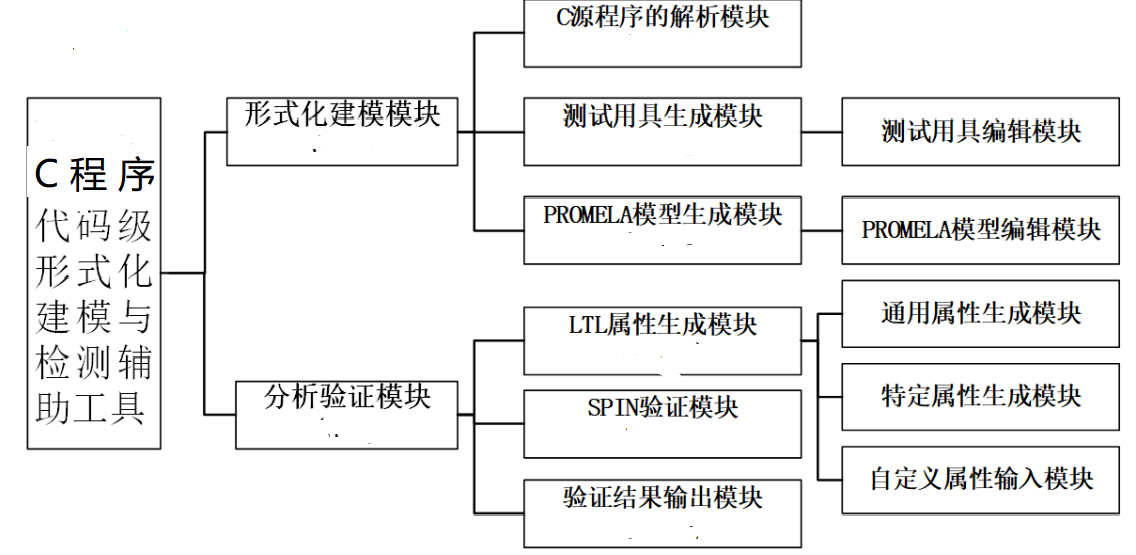 C程序
代码级
形式化
建模与
检测辅
助工具
形式化建模模块
分析验证模块
C源程序的解析模块
测试用具生成模块
PROMELA模型生成模块
LTL属性生成模块
SPIN验证模块
验证结果输出模块
测试用具编辑模块
PROMELA模型编辑模块
通用属性生成模块
特定属性生成模块
自定义属性输入模块